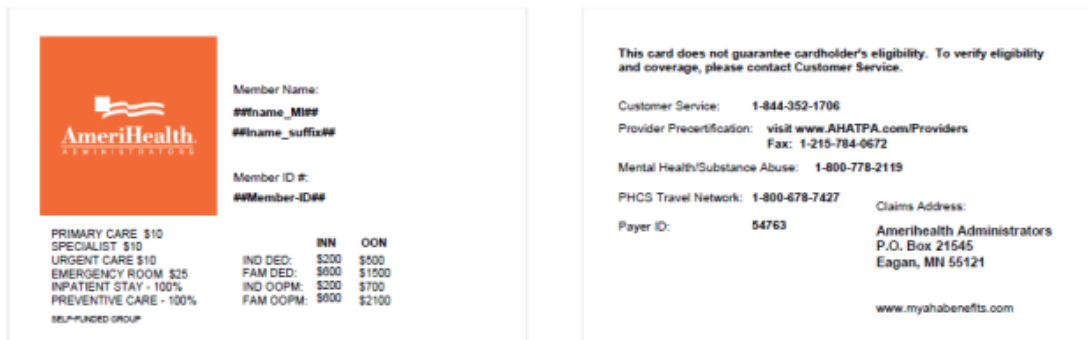 AmeriHealth.
ADMINISTRATORS
Member Name:
##fname_MI##
##lname_suffix##
Member ID #:
##Member-ID##
PRIMARY CARE $10
SPECIALIST $10
URGENT CARE $10
EMERGENCY ROOM $25
INPATIENT STAY - 100%
PREVENTIVE CARE - 100%
SELF-FUNDED GROUP
INN OON
IND DED: $200 $500
FAM DED: $600 $1500
IND OOPM: $200 $700
FAM OOPM: $600 $2100
This card does not guarantee cardholder's eligibility. To verify eligibility
and coverage, please contact Customer Service.
Customer Service: 1-844-352-1706
Provider Precertification: visit www.AHATPA.com/Providers
Fax: 1-215-784-0672
Mental Health/Substance Abuse: 1-800-778-2119
PHCS Travel Network: 1-800-678-7427
Payer ID: 54763
Claims Address:
Amerihealth Administrators
P.O. Box 21545
Eagan, MN 55121
www.myahabenefits.com